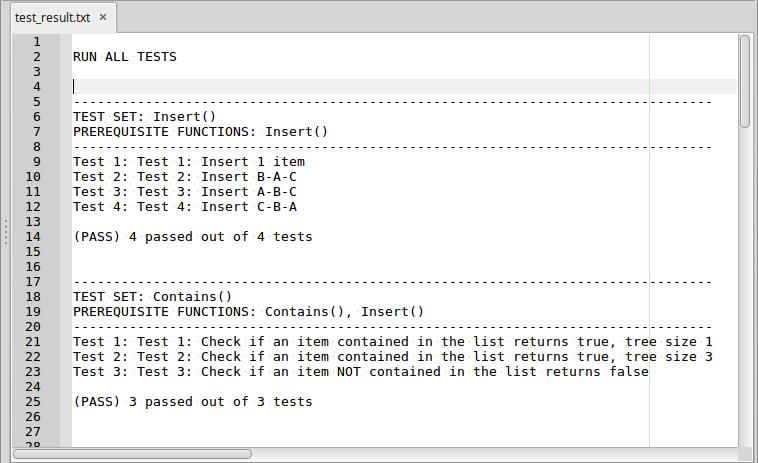 test_result.txt ×
1
2 RUN ALL TESTS
3
4
5 --------------------------------------------------------------------------------
6 TEST SET: Insert()
7 PREREQUISITE FUNCTIONS: Insert()
8 --------------------------------------------------------------------------------
9 Test 1: Test 1: Insert 1 item
10 Test 2: Test 2: Insert B-A-C
11 Test 3: Test 3: Insert A-B-C
12 Test 4: Test 4: Insert C-B-A
13
14 (PASS) 4 passed out of 4 tests
15
16
17 --------------------------------------------------------------------------------
18 TEST SET: Contains()
19 PREREQUISITE FUNCTIONS: Contains(), Insert()
20 --------------------------------------------------------------------------------
21 Test 1: Test 1: Check if an item contained in the list returns true, tree size 1
22 Test 2: Test 2: Check if an item contained in the list returns true, tree size 3
23 Test 3: Test 3: Check if an item NOT contained in the list returns false
24
25 (PASS) 3 passed out of 3 tests
26
27
28